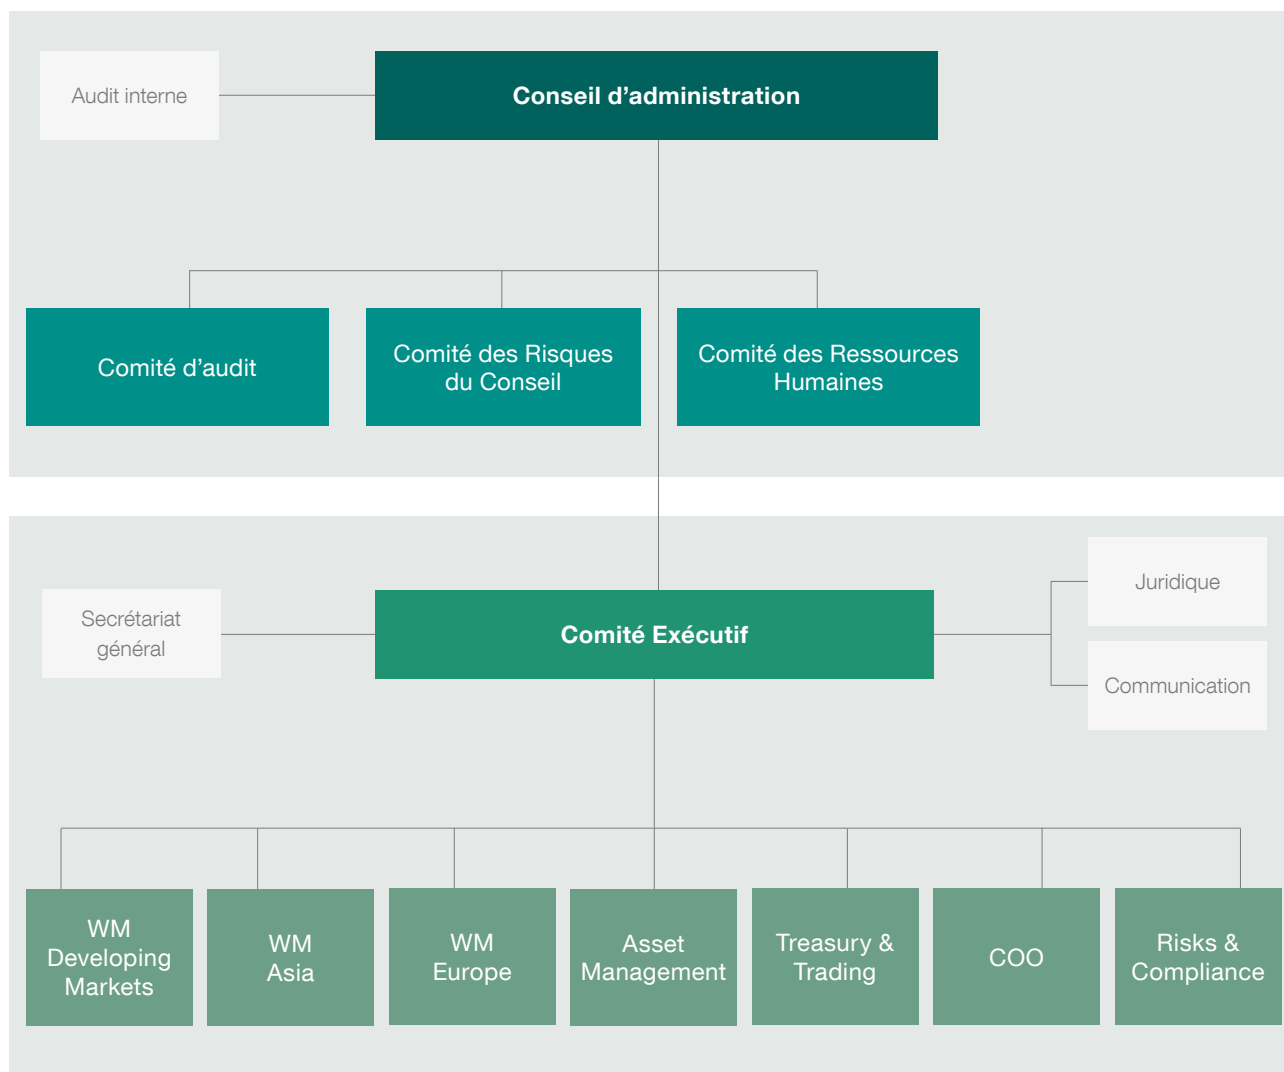 Audit interne
Conseil d’administration
Comité d’audit
Comité des Risques
du Conseil
Comité des Ressources
Humaines
Juridique
Secrétariat
général
Comité Exécutif
Communication
WM
Developing
Markets
WM
Asia
WM
Europe
Asset
Management
Treasury &
Trading
COO
Risks &
Compliance